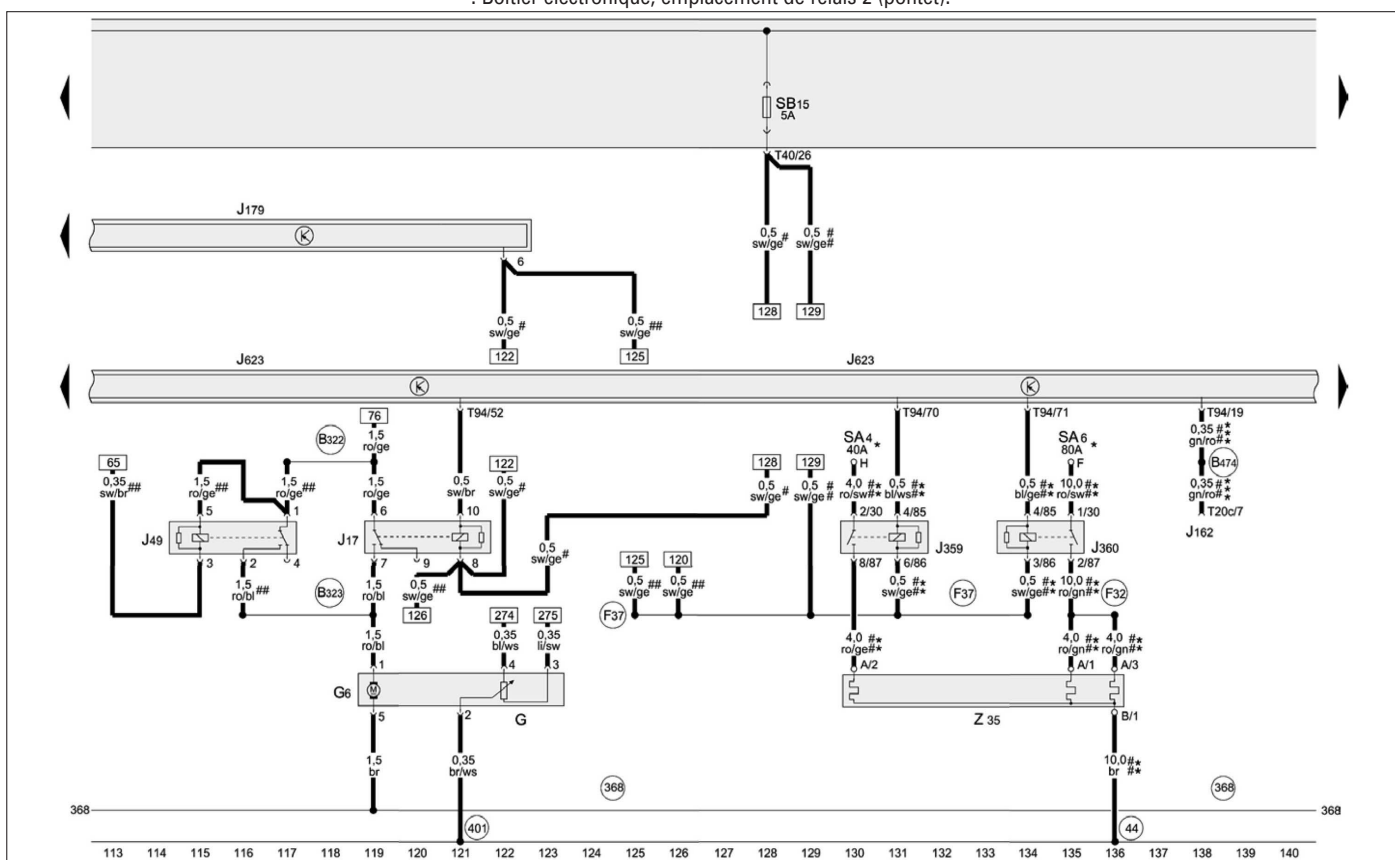 : Boîtier électronique, emplacement de relais 2 (pontet).
SB15
5A
T40/26
J179
6
0,5
sw/ge#
0,5 #
sw/ge#
128
129
0,5
sw/ge#
0,5
sw/ge##
122
125
J623
J623
T94/52
T94/70
T94/71
T94/19
76
1,5
ro/ge
B322
65
0,35
sw/br##
1,5
ro/ge##
1,5
ro/ge##
1,5
ro/ge
0,5
sw/br
122
0,5
sw/ge#
128
0,5
sw/ge#
129
0,5 #
sw/ge#
SA4
40A *
H
4,0 #*
ro/sw#*
0,5 #*
bl/ws#*
0,5 #*
bl/ge#*
SA6
80A *
F
10,0 #*
ro/sw#*
0,35 #*
gn/ro#*
B474
0,35 #*
gn/ro#*
T20c/7
J162
5
1
6
10
2/30
4/85
4/85
1/30
J49
J17
J359
J360
3
2
4
7
9
8
8/87
6/86
3/86
2/87
0,5
sw/ge#
1,5
ro/bl##
B323
1,5
ro/bl
0,5
sw/ge##
126
125
0,5
sw/ge##
120
0,5
sw/ge##
0,5 #*
sw/ge#*
F37
0,5 #*
sw/ge#*
10,0 #*
ro/gn#*
F32
274
275
F37
1,5
ro/bl
0,35
bl/ws
0,35
li/sw
4,0 #*
ro/ge#*
4,0 #*
ro/gn#*
4,0 #*
ro/gn#*
1
4
3
A/2
A/1
A/3
G6
M
5
2
G
Z 35
B/1
1,5
br
0,35
br/ws
10,0 #*
br #*
368
368
368
368
401
44
113 114 115 116 117 118 119 120 121 122 123 124 125 126 127 128 129 130 131 132 133 134 135 136 137 138 139 140